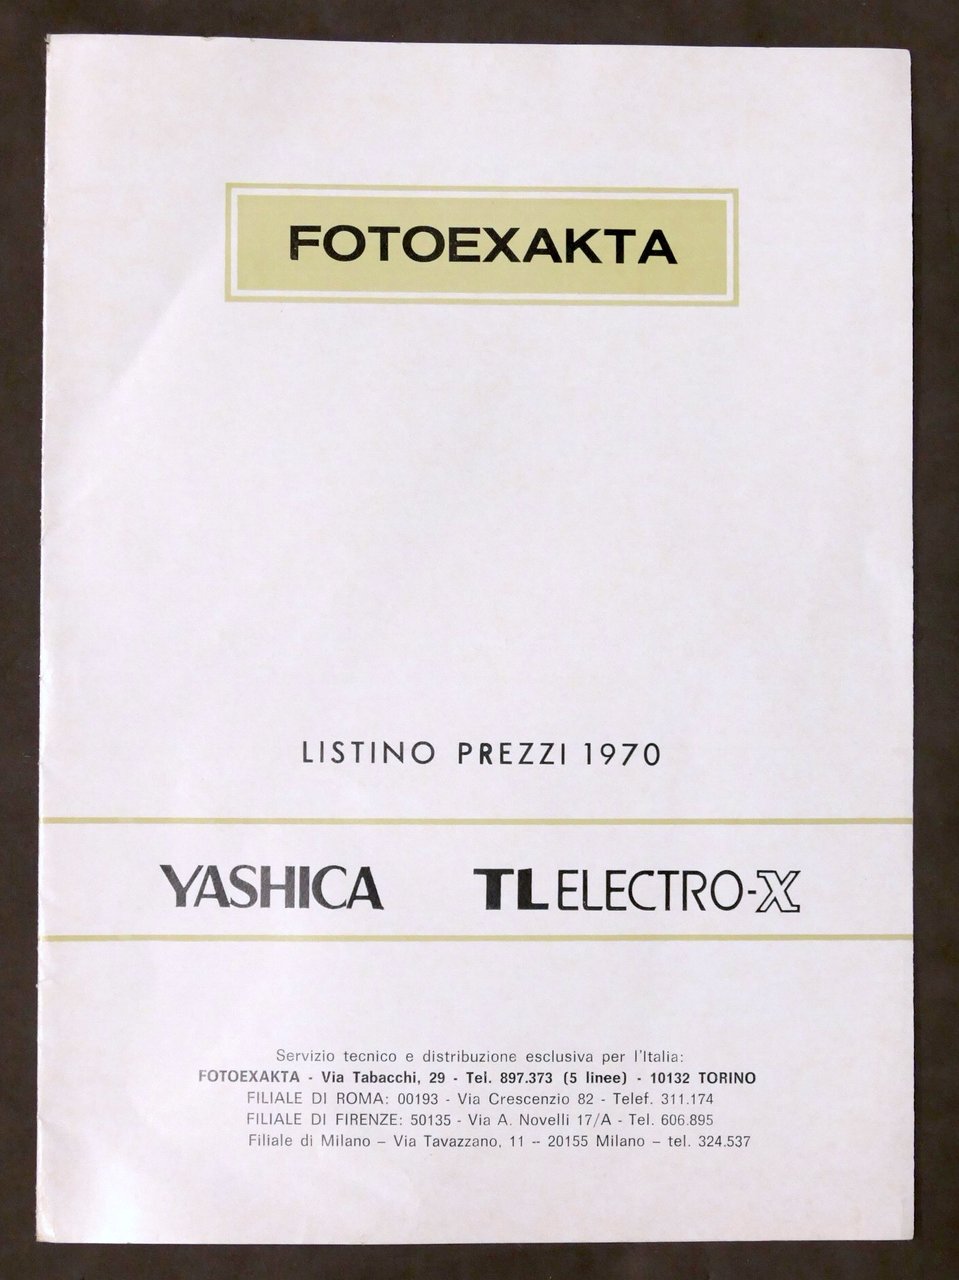 FOTOEXAKTA
LISTINO PREZZI 1970
YASHICA TL ELECTRO-X
Servizio tecnico e distribuzione esclusiva per l'Italia:
FOTOEXAKTA - Via Tabacchi, 29 - Tel. 897.373 (5 linee) - 10132 TORINO
FILIALE DI ROMA: 00193 - Via Crescenzio 82 - Telef. 311.174
FILIALE DI FIRENZE: 50135 - Via A. Novelli 17/A - Tel. 606.895
Filiale di Milano – Via Tavazzano, 11 -- 20155 Milano – tel. 324.537